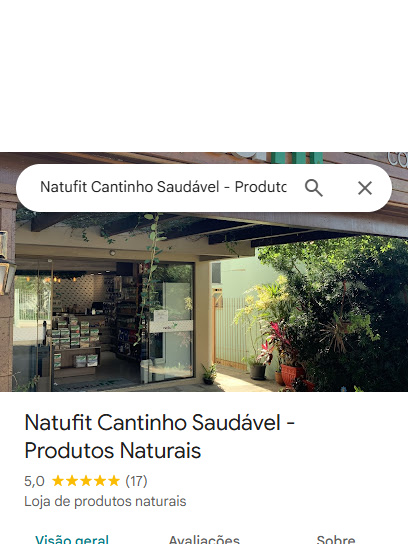 Natufit Cantinho Saudável - Produto
Natufit Cantinho Saudável -
Produtos Naturais
5,0 ★★★★★ (17)
Loja de produtos naturais
Visão geral Avaliações Sobre